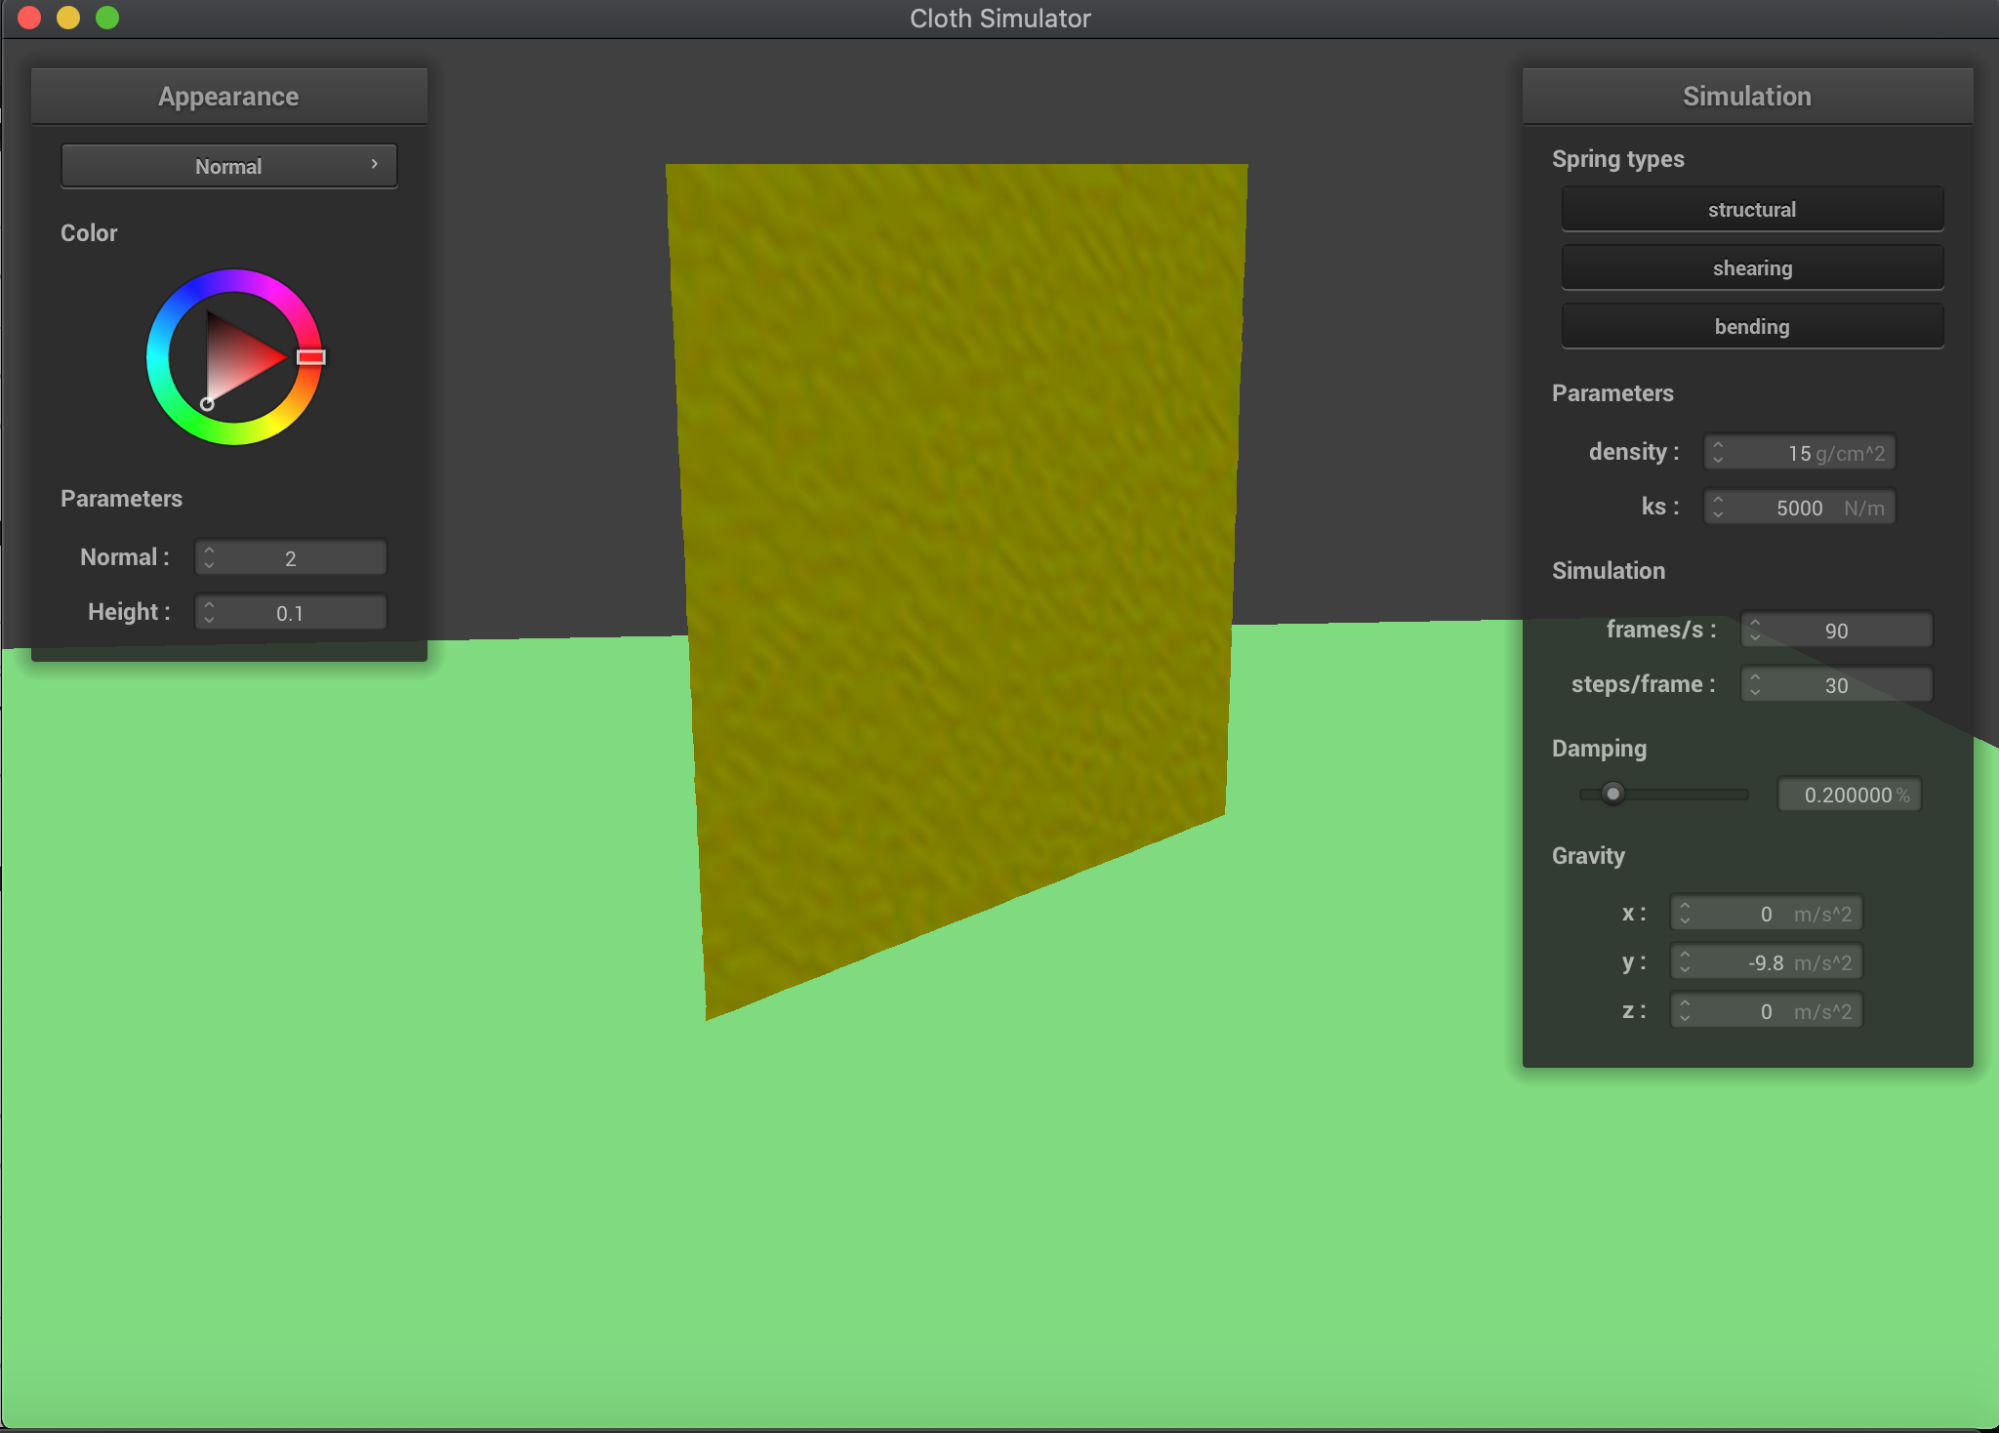 Cloth Simulator
Appearance
Normal
Color
Parameters
Normal : 2
Height : 0.1
Simulation
Spring types
structural
shearing
bending
Parameters
density : 15 g/cm^2
ks : 5000 N/m
Simulation
frames/s : 90
steps/frame : 30
Damping
0.200000 %
Gravity
x : 0 m/s^2
y : -9.8 m/s^2
z : 0 m/s^2